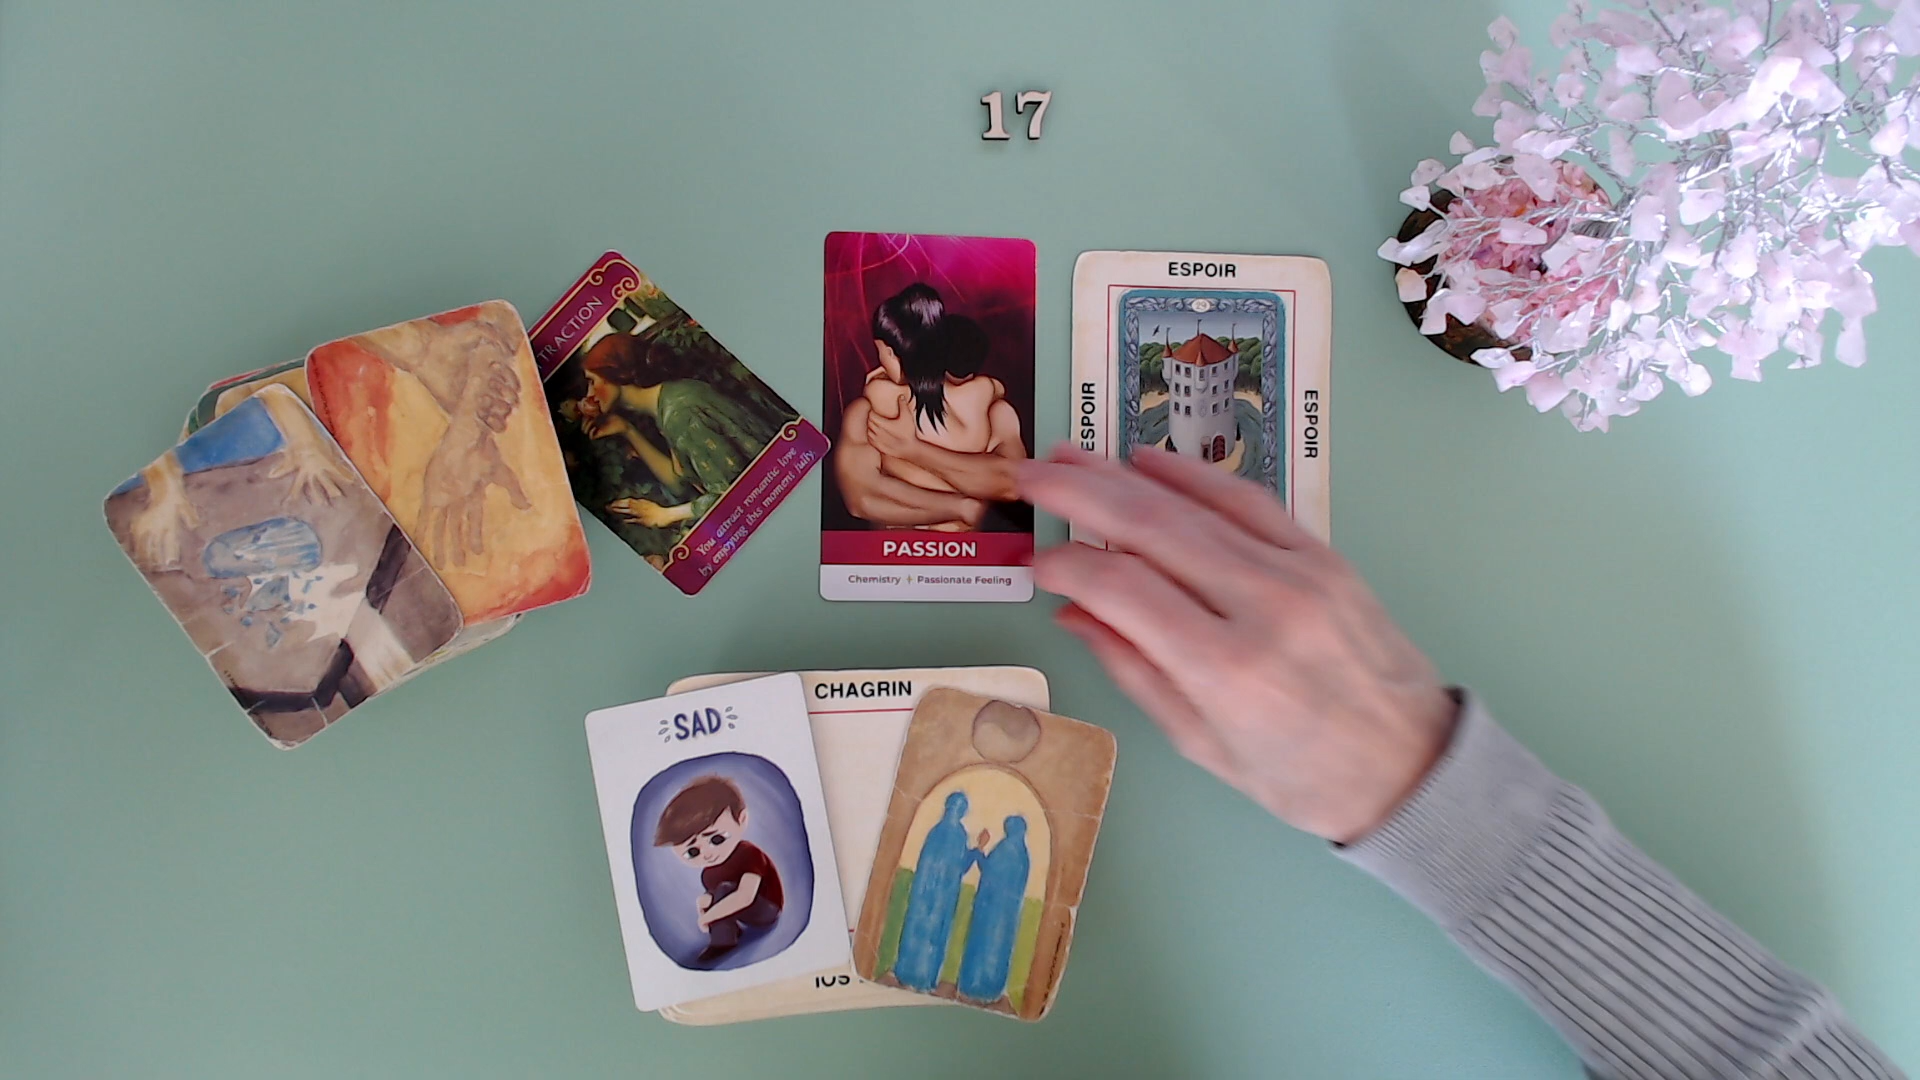 17
TRACTION
You attract romantic love
by enjoying this moment fully.
PASSION
Chemistry + Passionate Feeling
ESPOIR
29
ESPOIR
ESPOIR
SAD
CHAGRIN